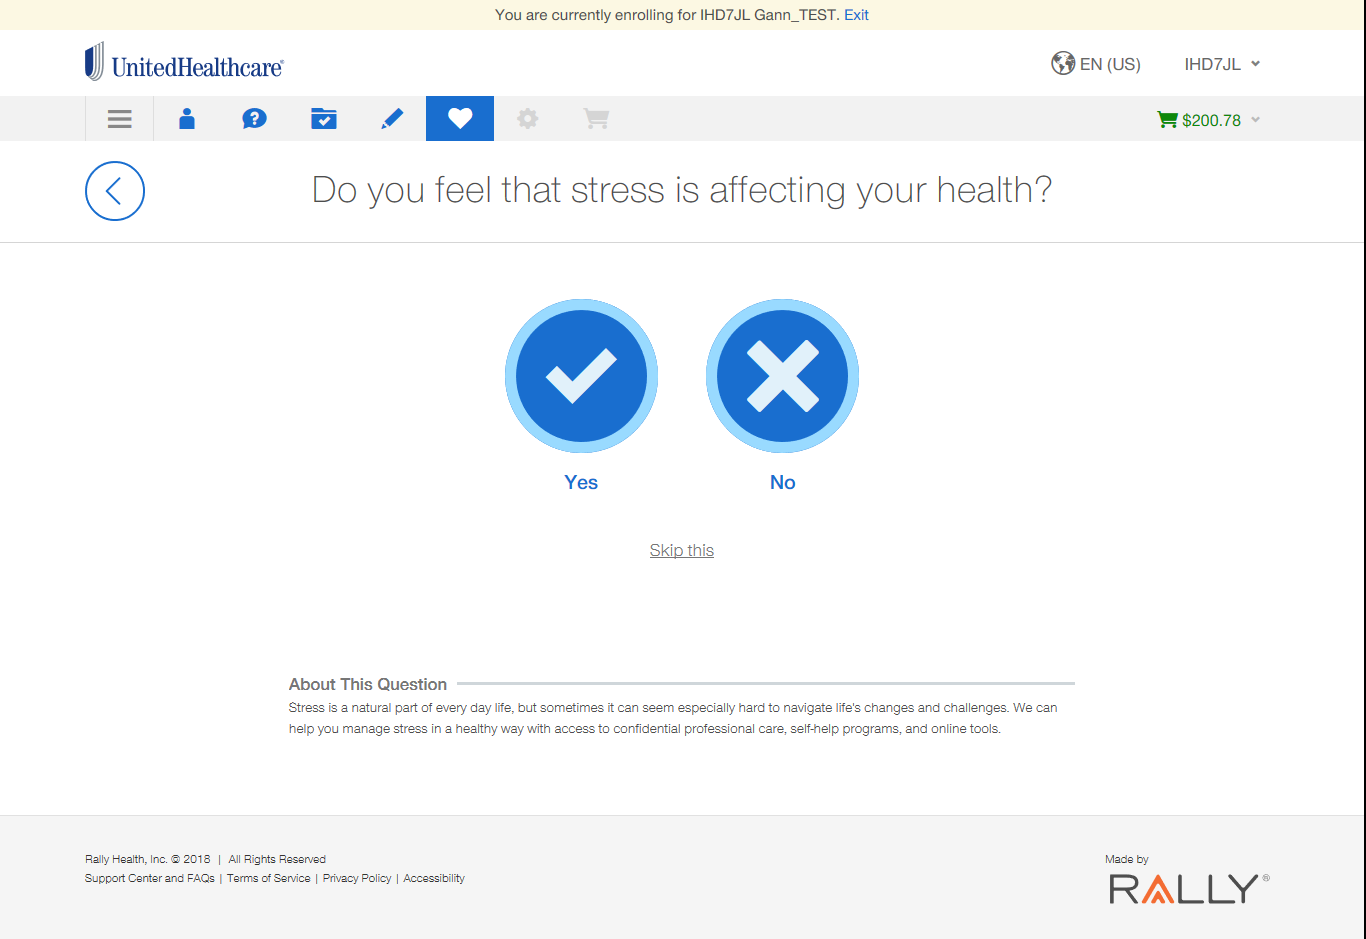 You are currently enrolling for IHD7JL Gann_TEST. Exit
UnitedHealthcare®
EN (US)
IHD7JL
$200.78
Do you feel that stress is affecting your health?
Yes
No
Skip this
About This Question
Stress is a natural part of every day life, but sometimes it can seem especially hard to navigate life's changes and challenges. We can
help you manage stress in a healthy way with access to confidential professional care, self-help programs, and online tools.
Rally Health, Inc. © 2018 | All Rights Reserved
Support Center and FAQs | Terms of Service | Privacy Policy | Accessibility
Made by
RALLY®